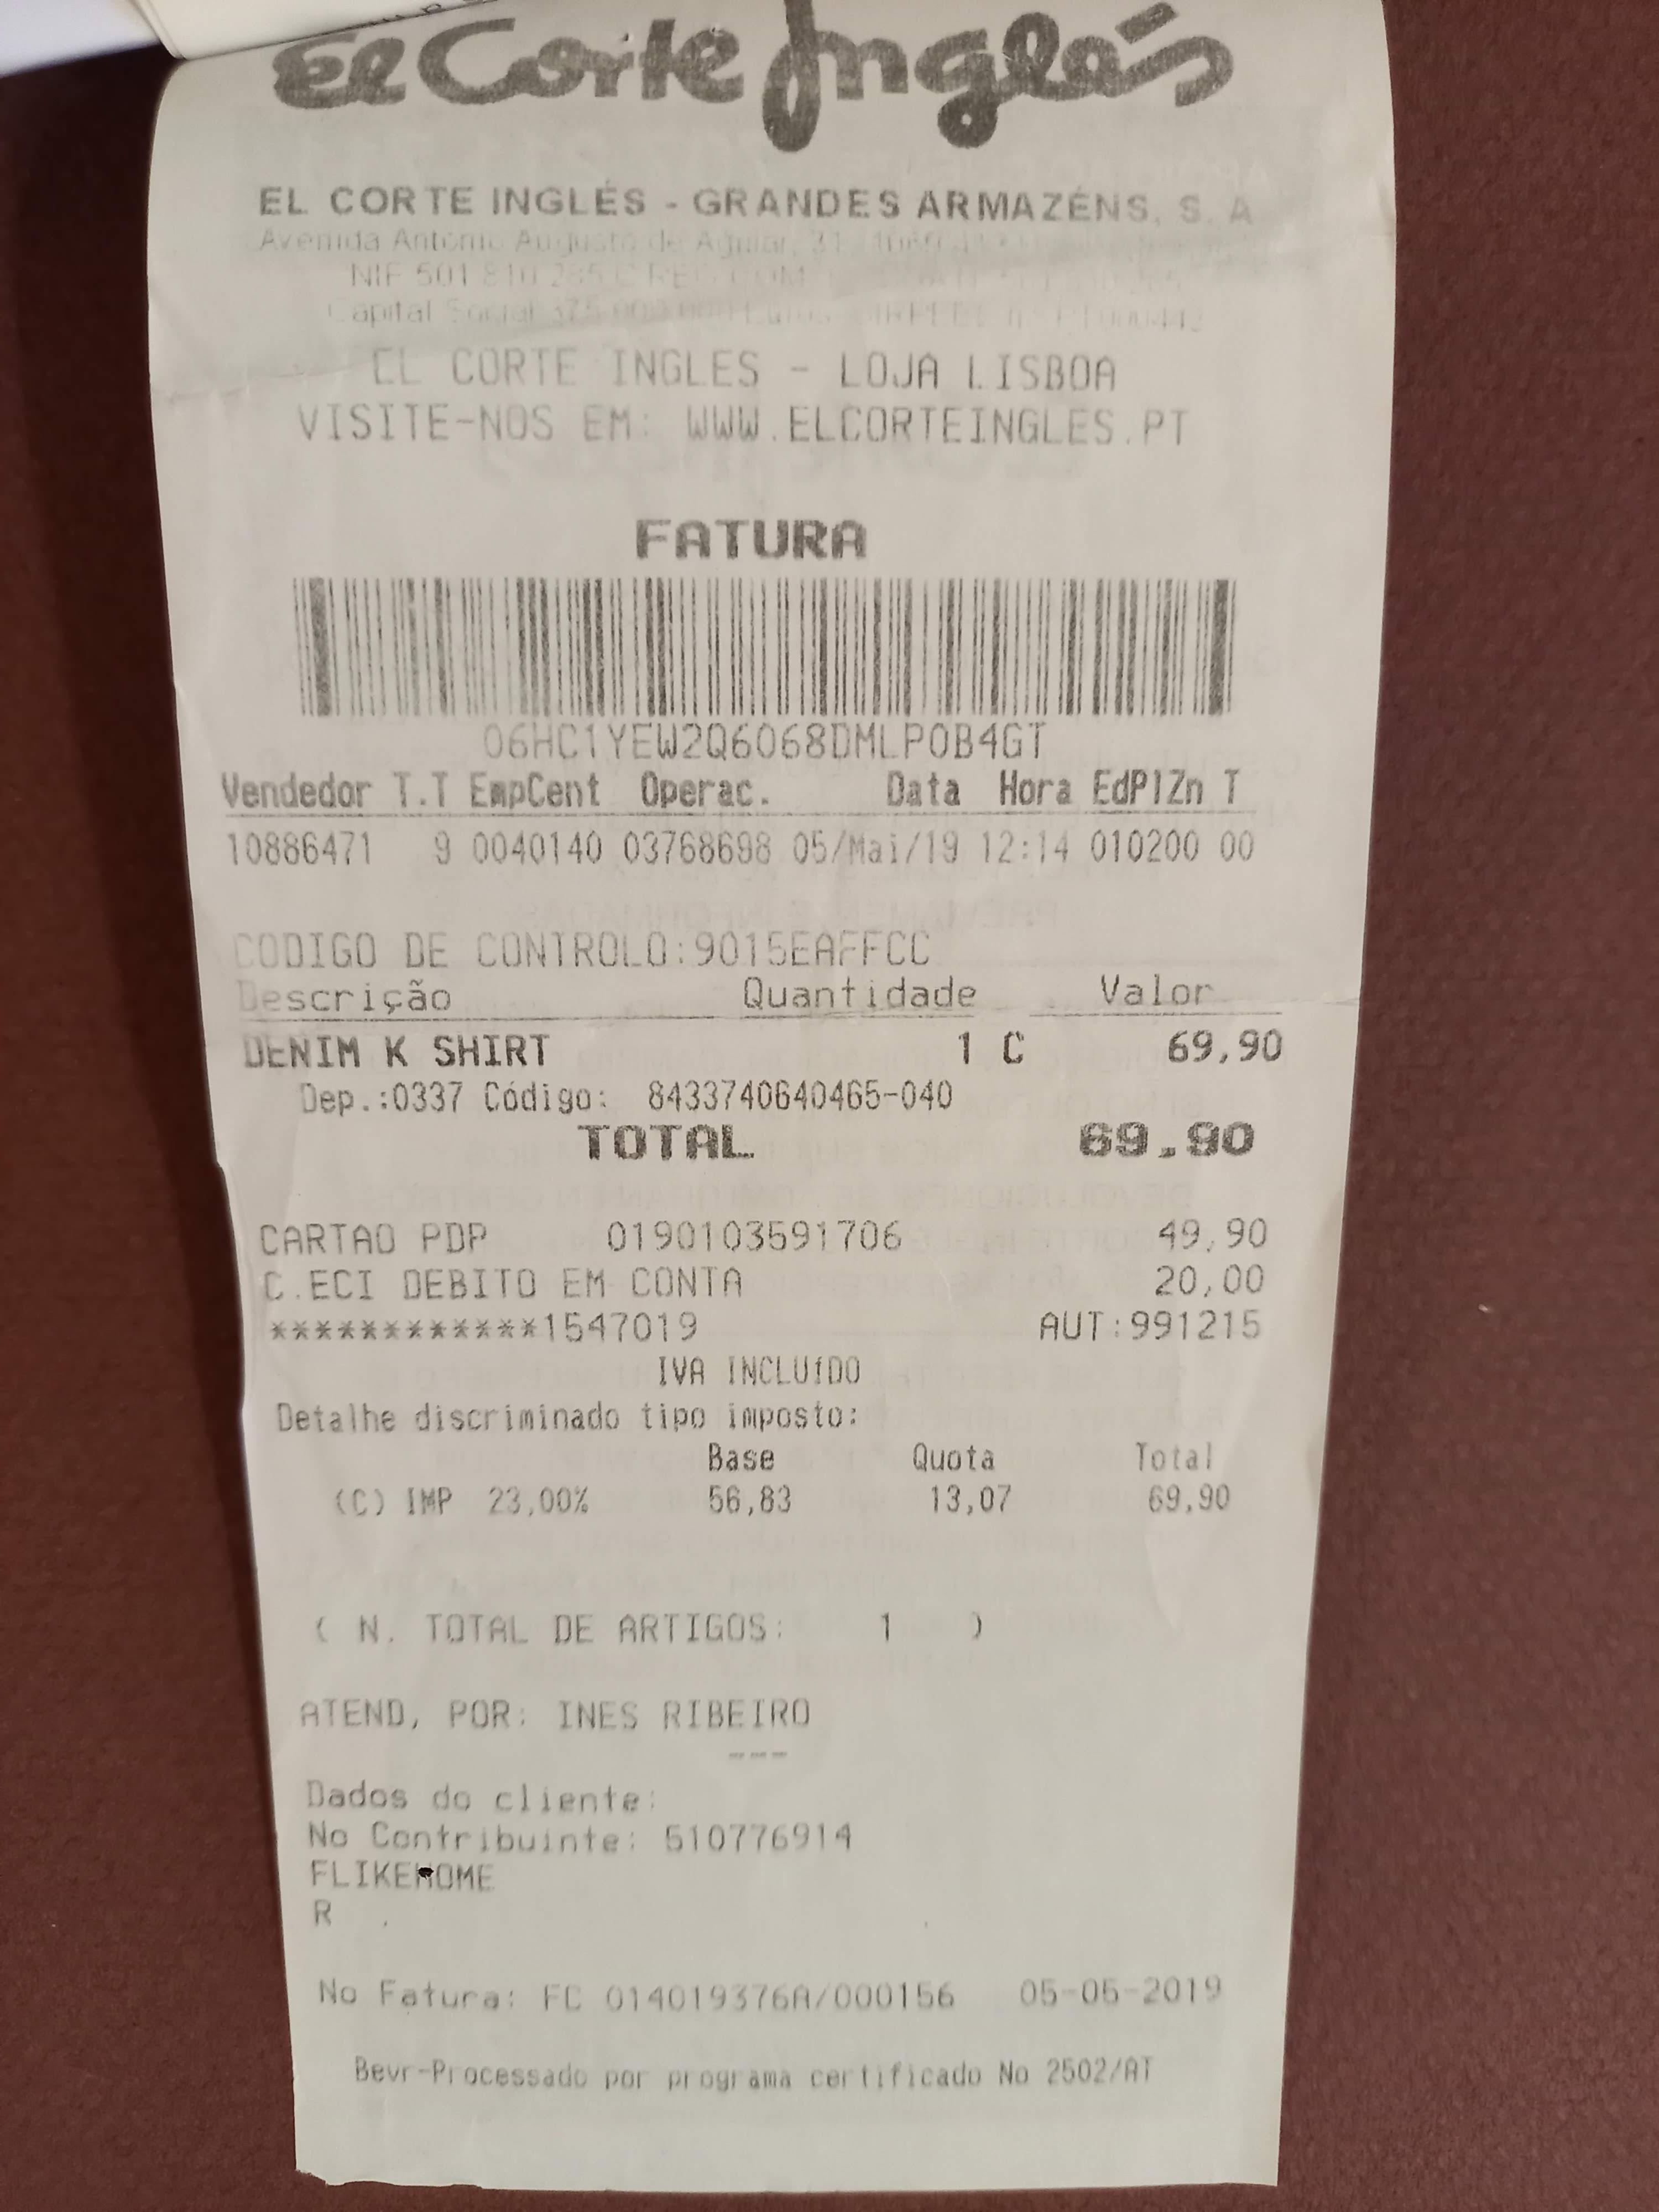 El Corte Inglés
EL CORTE INGLÉS - GRANDES ARMAZÉNS, S. A
Avenida António Augusto de Aguiar, 31
NIF 501 810 285 C REG COM
Capital Social 375.000.000 Euros
EL CORTE INGLES - LOJA LISBOA
VISITE-NOS EM: WWW.ELCORTEINGLES.PT
FATURA
06HC1YEW2Q6068DMLP0B4GT
Vendedor T.T EmpCent Operac. Data Hora EdPlZn T
10886471 9 0040140 03768698 05/Mai/19 12:14 010200 00
CODIGO DE CONTROLO:9015EAFFCC
Descrição Quantidade Valor
DENIM K SHIRT 1 C 69,90
Dep.:0337 Código: 8433740640465-040
TOTAL 69.90
CARTAO PDP 0190103591706 49,90
C.ECI DEBITO EM CONTA 20,00
************1547019 AUT:991215
IVA INCLUíDO
Detalhe discriminado tipo imposto:
Base Quota Total
(C) IMP 23,00% 56,83 13,07 69,90
( N. TOTAL DE ARTIGOS: 1 )
ATEND, POR: INES RIBEIRO
---
Dados do cliente:
No Contribuinte: 510776914
FLIKEHOME
R .
No Fatura: FC 014019376A/000156 05-05-2019
Bevr-Processado por programa certificado No 2502/AT